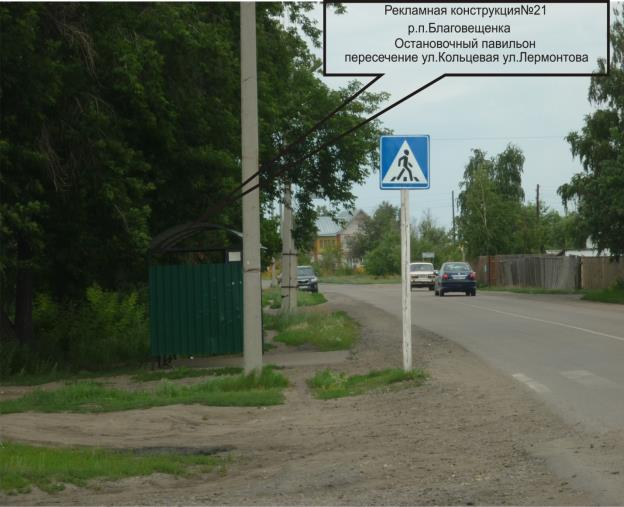 Рекламная конструкция№21
р.п.Благовещенка
Остановочный павильон
пересечение ул.Кольцевая ул.Лермонтова